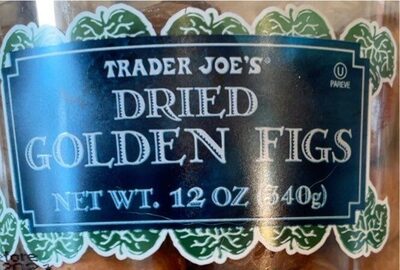 TRADER JOE'S®
U
PAREVE
DRIED
GOLDEN FIGS
NET WT. 12 OZ (340g)